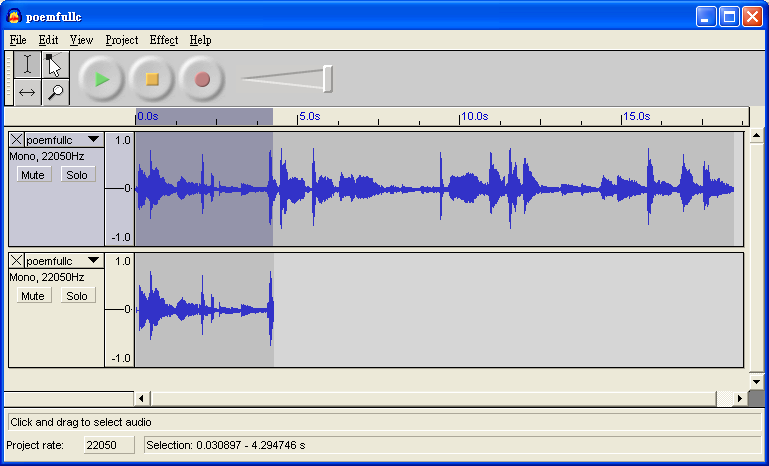 poemfullc
File Edit View Project Effect Help
0.0s 5.0s 10.0s 15.0s
poemfullc
Mono, 22050Hz
Mute Solo
1.0
0
-1.0
poemfullc
Mono, 22050Hz
Mute Solo
1.0
0
-1.0
Click and drag to select audio
Project rate: 22050 Selection: 0.030897 - 4.294746 s